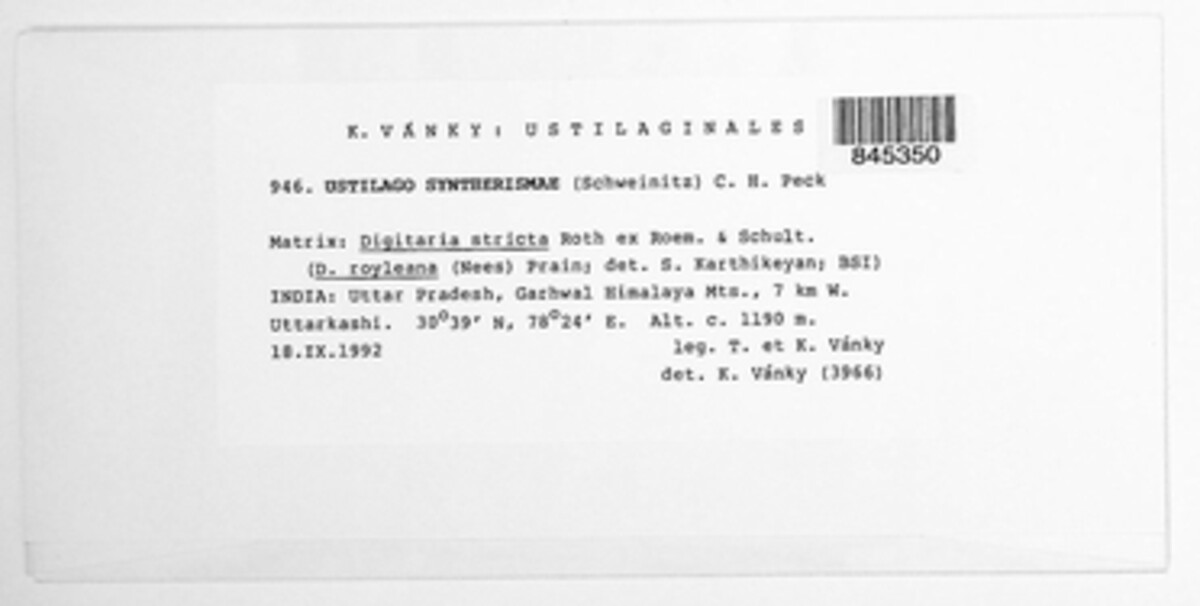 K. VÁNKY: USTILAGINALES
845350
946. USTILAGO SYNTHERISMAE (Schweinitz) C. H. Peck
Matrix: Digitaria stricta Roth ex Roem. & Schult.
(D. royleana (Nees) Prain; det. S. Karthikeyan; BSI)
INDIA: Uttar Pradesh, Garhwal Himalaya Mts., 7 km W.
Uttarkashi. 30°39' N, 78°24' E. Alt. c. 1190 m.
18.IX.1992 leg. T. et K. Vánky
det. K. Vánky (3966)